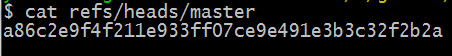 $ cat refs/heads/master
a86c2e9f4f211e933ff07ce9e491e3b3c32f2b2a